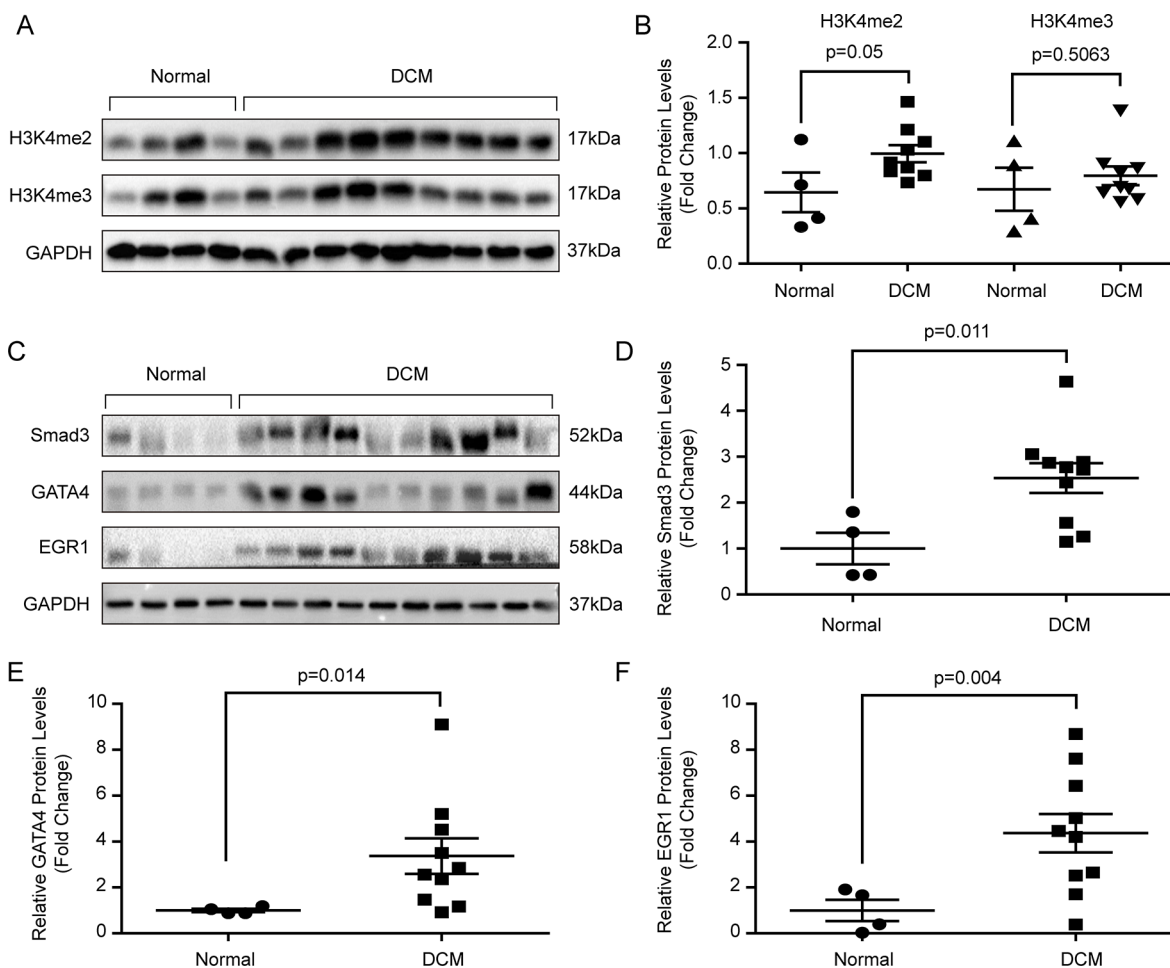 A
Normal DCM
H3K4me2 17kDa
H3K4me3 17kDa
GAPDH 37kDa
B
H3K4me2 H3K4me3
p=0.05 p=0.5063
Relative Protein Levels
(Fold Change)
2.0
1.5
1.0
0.5
0.0
Normal DCM Normal DCM
C
Normal DCM
Smad3 52kDa
GATA4 44kDa
EGR1 58kDa
GAPDH 37kDa
D
p=0.011
Relative Smad3 Protein Levels
(Fold Change)
5
4
3
2
1
0
Normal DCM
E
p=0.014
Relative GATA4 Protein Levels
(Fold Change)
10
8
6
4
2
0
Normal DCM
F
p=0.004
Relative EGR1 Protein Levels
(Fold Change)
10
8
6
4
2
0
Normal DCM